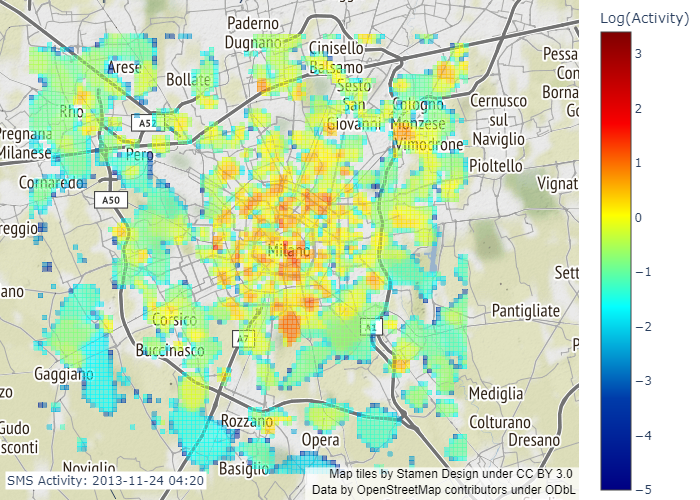 Log(Activity)
Paderno
Dugnano
Cinisello
Balsamo
Arese
Bollate
Sesto
San
Giovanni
Cologno
Monzese
Cernusco
sul
Naviglio
Pessa
Con
Borna
Go
Rho
A52
Pregnana
Milanese
Pero
Vimodrone
Pioltello
Cornaredo
A50
Vignat
reggio
Milano
Sett
ano
Corsico
A7
A1
Pantigliate
Buccinasco
P
Gaggiano
zo
Mediglia
Gudo
sconti
Rozzano
Opera
Colturano
Dresano
Noviglio
Basiglio
SMS Activity: 2013-11-24 04:20
Map tiles by Stamen Design under CC BY 3.0
Data by OpenStreetMap contributors under ODbL
3
2
1
0
−1
−2
−3
−4
−5